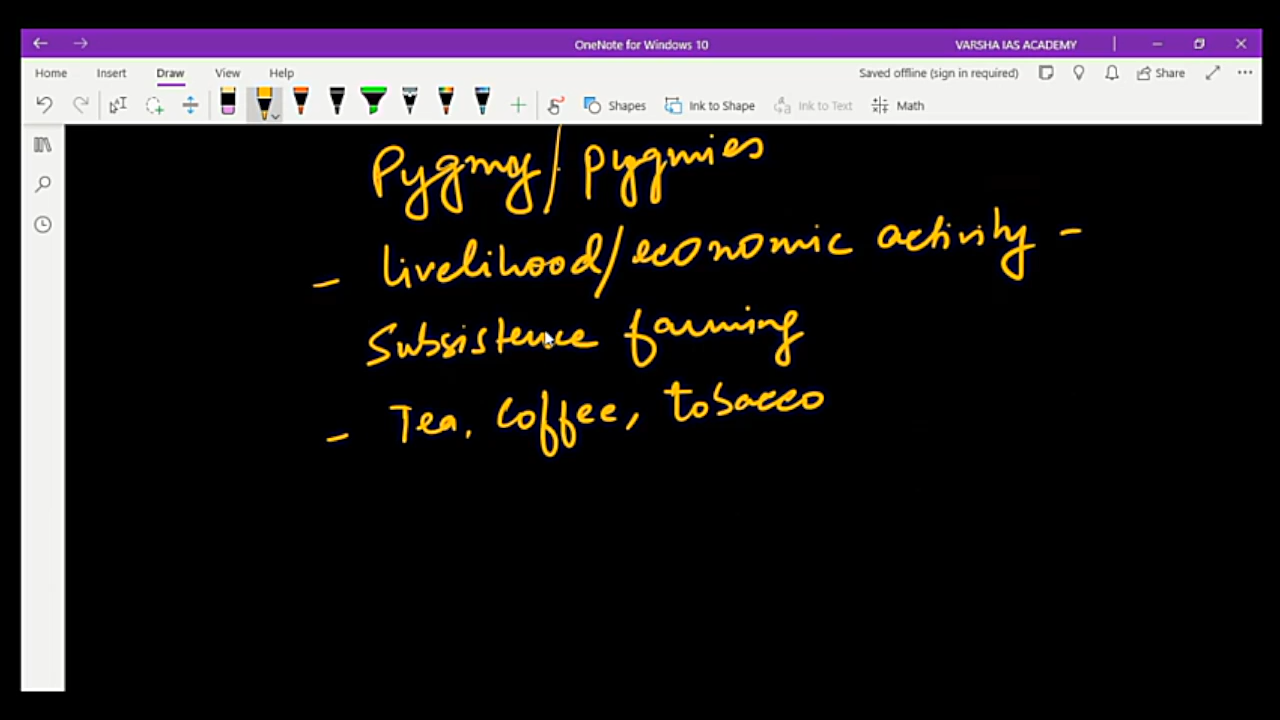 OneNote for Windows 10
VARSHA IAS ACADEMY
Home Insert Draw View Help
Saved offline (sign in required)
Share
Shapes
Ink to Shape
Ink to Text
Math
Pygmy/pygmies
- livelihood/economic activity -
Subsistence farming
- Tea, Coffee, tobacco